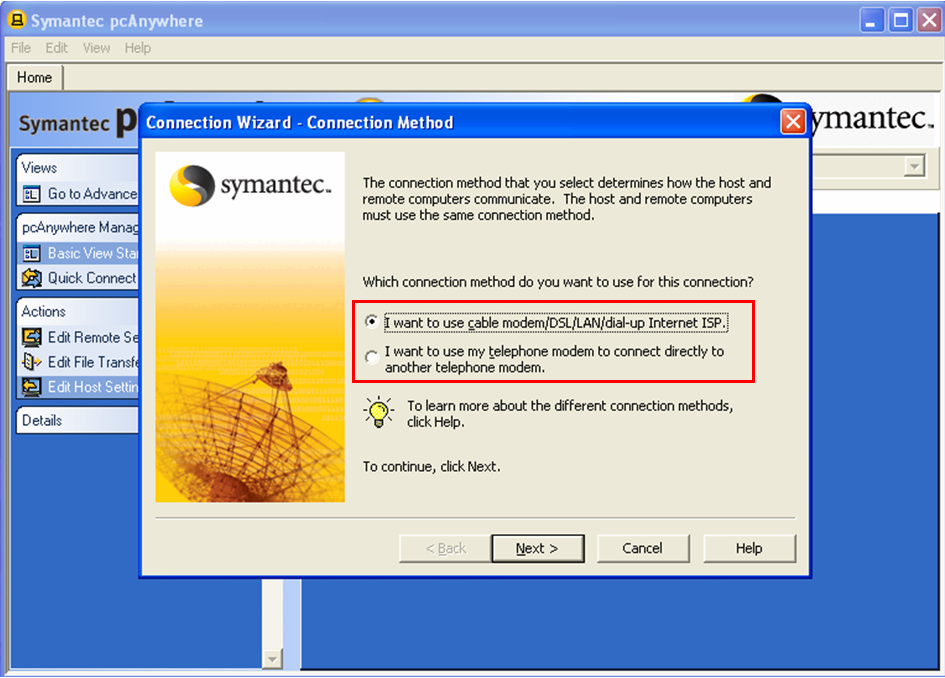 Symantec pcAnywhere
File Edit View Help
Home
Symantec p
ymantec.
Views
Go to Advance
pcAnywhere Manag
Basic View Sta
Quick Connect
Actions
Edit Remote Se
Edit File Transfe
Edit Host Settin
Details
Connection Wizard - Connection Method
symantec.
The connection method that you select determines how the host and
remote computers communicate. The host and remote computers
must use the same connection method.
Which connection method do you want to use for this connection?
I want to use cable modem/DSL/LAN/dial-up Internet ISP.
I want to use my telephone modem to connect directly to
another telephone modem.
To learn more about the different connection methods,
click Help.
To continue, click Next.
< Back Next > Cancel Help